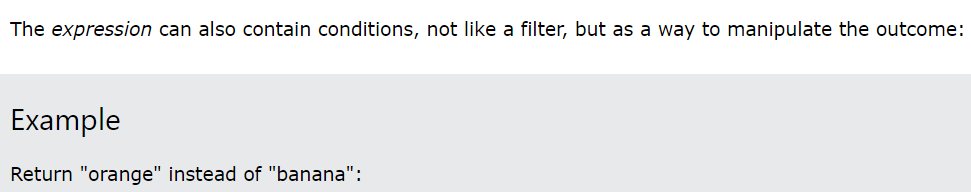 The expression can also contain conditions, not like a filter, but as a way to manipulate the outcome:
Example
Return "orange" instead of "banana":